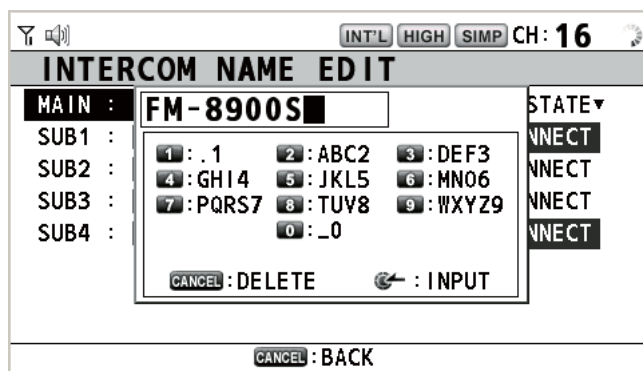 INT'L HIGH SIMP CH: 16
INTERCOM NAME EDIT
MAIN : FM-8900S STATE▼
SUB1 : NNECT
SUB2 : NNECT
SUB3 : NNECT
SUB4 : NNECT
1 : .1 2 : ABC2 3 : DEF3
4 : GHI4 5 : JKL5 6 : MNO6
7 : PQRS7 8 : TUV8 9 : WXYZ9
0 : _0
CANCEL : DELETE : INPUT
CANCEL : BACK